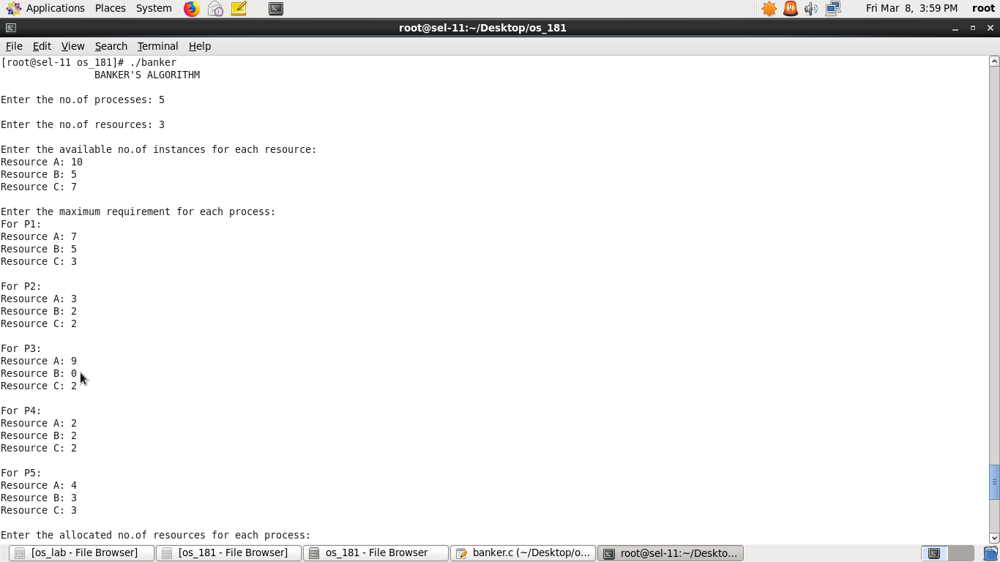 Applications Places System Fri Mar 8, 3:59 PM root
root@sel-11:~/Desktop/os_181
File Edit View Search Terminal Help
[root@sel-11 os_181]# ./banker
BANKER'S ALGORITHM
Enter the no.of processes: 5
Enter the no.of resources: 3
Enter the available no.of instances for each resource:
Resource A: 10
Resource B: 5
Resource C: 7
Enter the maximum requirement for each process:
For P1:
Resource A: 7
Resource B: 5
Resource C: 3
For P2:
Resource A: 3
Resource B: 2
Resource C: 2
For P3:
Resource A: 9
Resource B: 0
Resource C: 2
For P4:
Resource A: 2
Resource B: 2
Resource C: 2
For P5:
Resource A: 4
Resource B: 3
Resource C: 3
Enter the allocated no.of resources for each process:
[os_lab - File Browser] [os_181 - File Browser] os_181 - File Browser banker.c (~/Desktop/o... root@sel-11:~/Deskto...